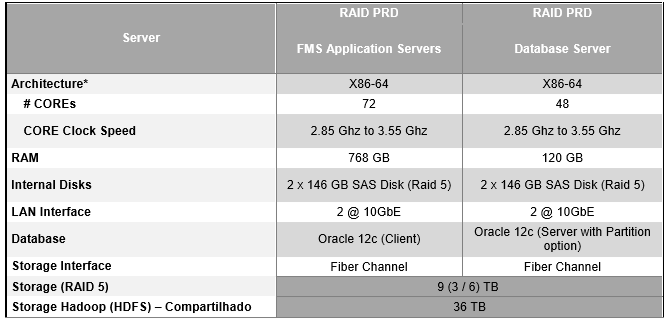 Server
RAID PRD
RAID PRD
FMS Application Servers
Database Server
Architecture* X86-64 X86-64
# COREs 72 48
CORE Clock Speed 2.85 Ghz to 3.55 Ghz 2.85 Ghz to 3.55 Ghz
RAM 768 GB 120 GB
Internal Disks 2 x 146 GB SAS Disk (Raid 5) 2 x 146 GB SAS Disk (Raid 5)
LAN Interface 2 @ 10GbE 2 @ 10GbE
Database Oracle 12c (Client) Oracle 12c (Server with Partition
option)
Storage Interface Fiber Channel Fiber Channel
Storage (RAID 5) 9 (3 / 6) TB
Storage Hadoop (HDFS) – Compartilhado 36 TB